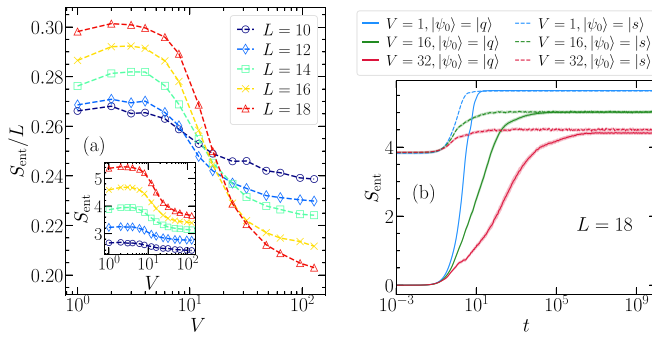 0.30
0.28
0.26
0.24
0.22
0.20
S_ent/L
(a)
L = 10
L = 12
L = 14
L = 16
L = 18
5
4
3
S_ent
10^0 10^1 10^2
V
10^0 10^1 10^2
V
V = 1, |ψ_0⟩ = |q⟩
V = 16, |ψ_0⟩ = |q⟩
V = 32, |ψ_0⟩ = |q⟩
V = 1, |ψ_0⟩ = |s⟩
V = 16, |ψ_0⟩ = |s⟩
V = 32, |ψ_0⟩ = |s⟩
4
2
0
S_ent
(b)
L = 18
10^−3 10^1 10^5 10^9
t